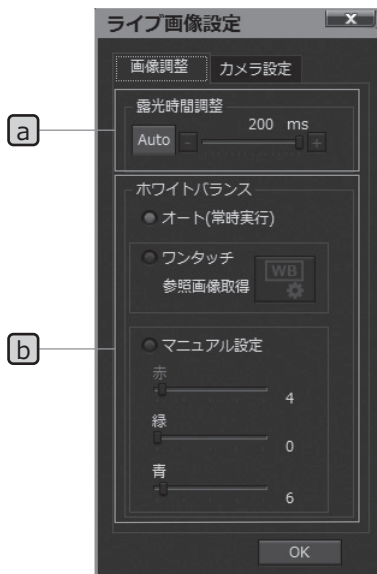 ライブ画像設定
x
画像調整 カメラ設定
a
露光時間調整
200 ms
Auto - +
b
ホワイトバランス
オート(常時実行)
ワンタッチ
参照画像取得 WB
マニュアル設定
赤
4
緑
0
青
6
OK